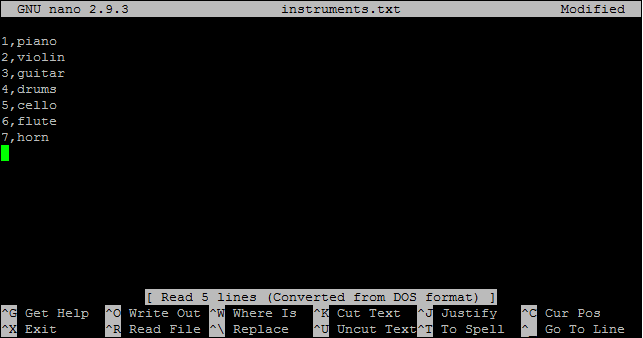 GNU nano 2.9.3 instruments.txt Modified
1,piano
2,violin
3,guitar
4,drums
5,cello
6,flute
7,horn
[ Read 5 lines (Converted from DOS format) ]
^G Get Help ^O Write Out ^W Where Is ^K Cut Text ^J Justify ^C Cur Pos
^X Exit ^R Read File ^\ Replace ^U Uncut Text ^T To Spell ^_ Go To Line